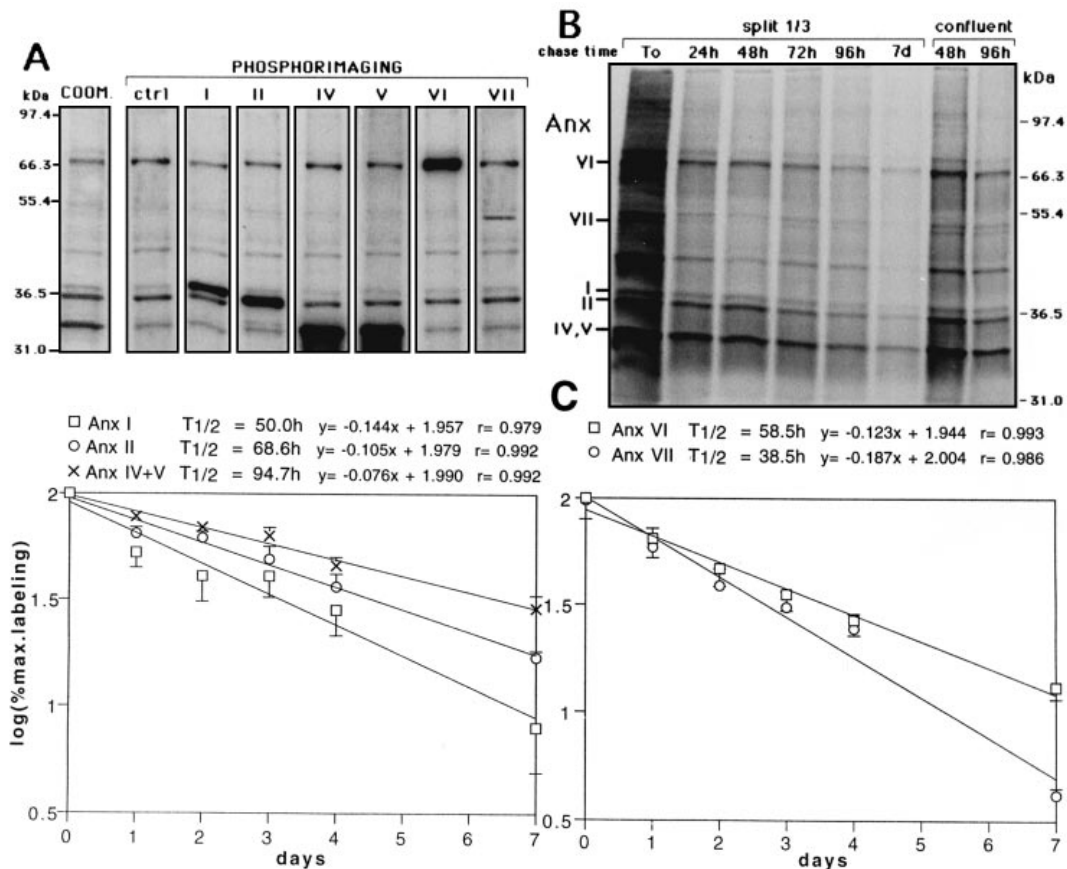 A
PHOSPHORIMAGING
kDa COOM. ctrl I II IV V VI VII
97.4
66.3
55.4
36.5
31.0
B
split 1/3 confluent
chase time To 24h 48h 72h 96h 7d 48h 96h
kDa
Anx
VI
VII
I
II
IV,V
97.4
66.3
55.4
36.5
31.0
C
Anx I T1/2 = 50.0h y= -0.144x + 1.957 r= 0.979
Anx II T1/2 = 68.6h y= -0.105x + 1.979 r= 0.992
Anx IV+V T1/2 = 94.7h y= -0.076x + 1.990 r= 0.992
Anx VI T1/2 = 58.5h y= -0.123x + 1.944 r= 0.993
Anx VII T1/2 = 38.5h y= -0.187x + 2.004 r= 0.986
log(%max.labeling)
2
1.5
1
0.5
0 1 2 3 4 5 6 7
days
2
1.5
1
0.5
0 1 2 3 4 5 6 7
days